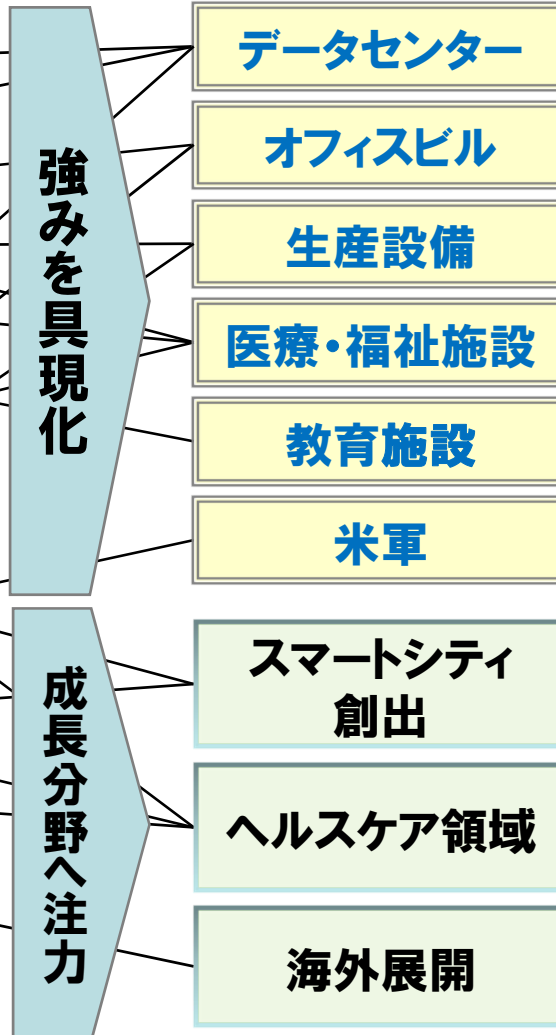 強みを具現化
データセンター
オフィスビル
生産設備
医療・福祉施設
教育施設
米軍
成長分野へ注力
スマートシティ
創出
ヘルスケア領域
海外展開